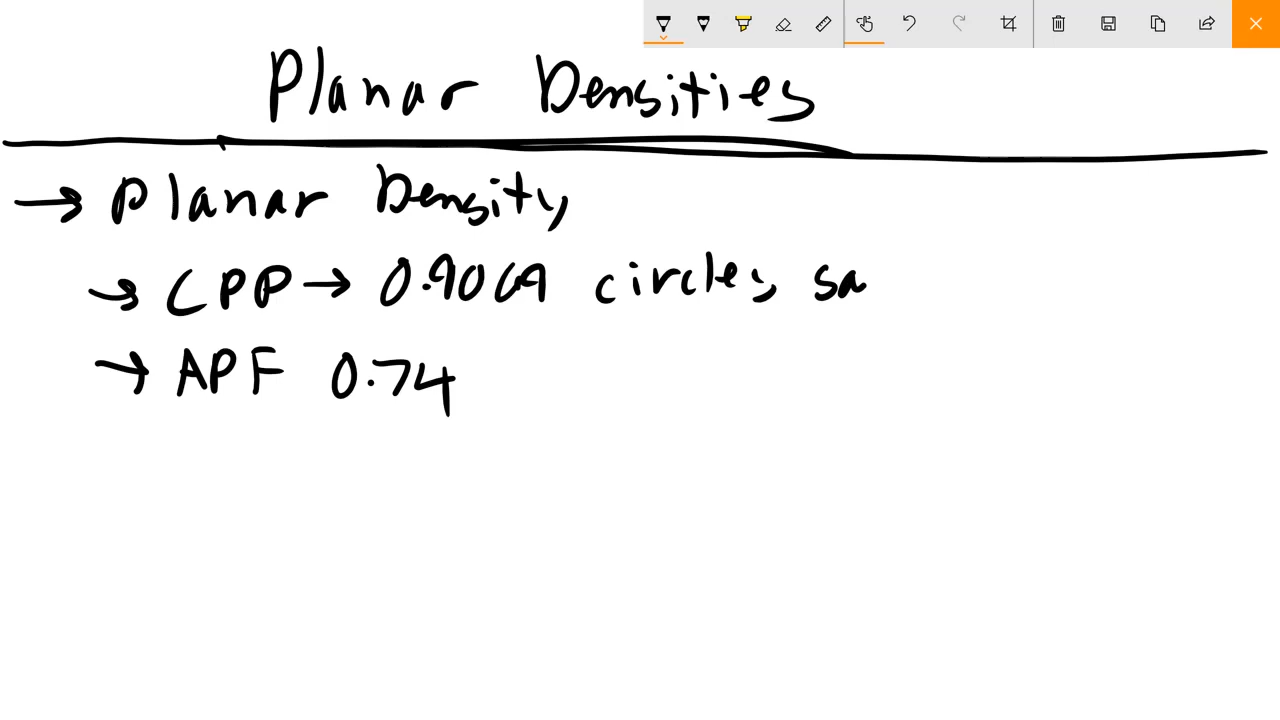 Planar Densities
→ Planar Density
→ CPP → 0.9069 circles, sa
→ APF 0.74